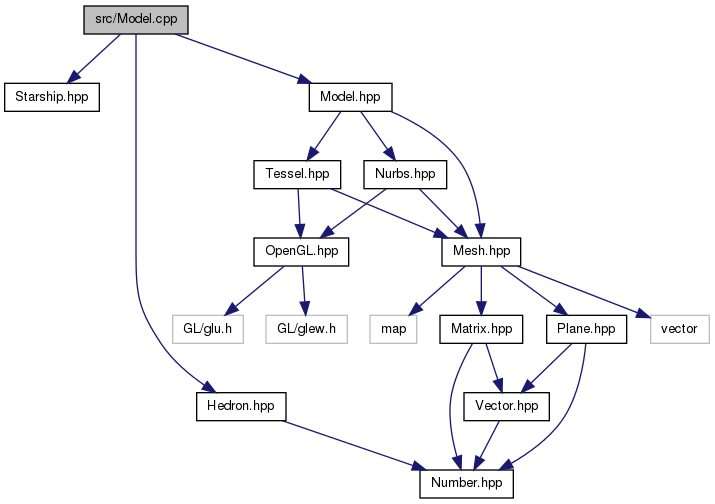 src/Model.cpp
Starship.hpp
Model.hpp
Tessel.hpp
Nurbs.hpp
OpenGL.hpp
Mesh.hpp
GL/glu.h
GL/glew.h
map
Matrix.hpp
Plane.hpp
vector
Hedron.hpp
Vector.hpp
Number.hpp